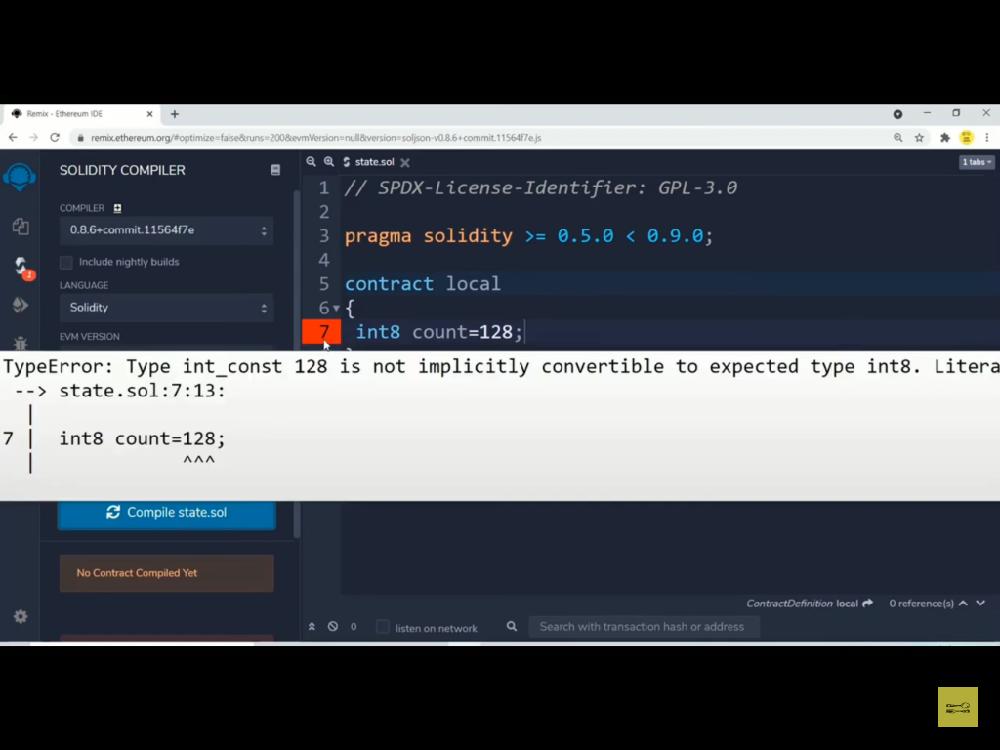 Remix - Ethereum IDE
remix.ethereum.org/#optimize=false&runs=200&evmVersion=null&version=soljson-v0.8.6+commit.11564f7e.js
SOLIDITY COMPILER
state.sol
1 tabs
COMPILER
0.8.6+commit.11564f7e
Include nightly builds
LANGUAGE
Solidity
EVM VERSION
1
1 // SPDX-License-Identifier: GPL-3.0
2
3 pragma solidity >= 0.5.0 < 0.9.0;
4
5 contract local
6 {
7 int8 count=128;
TypeError: Type int_const 128 is not implicitly convertible to expected type int8. Litera
--> state.sol:7:13:
|
7 | int8 count=128;
| ^^^
Compile state.sol
No Contract Compiled Yet
ContractDefinition local 0 reference(s)
0 listen on network Search with transaction hash or address